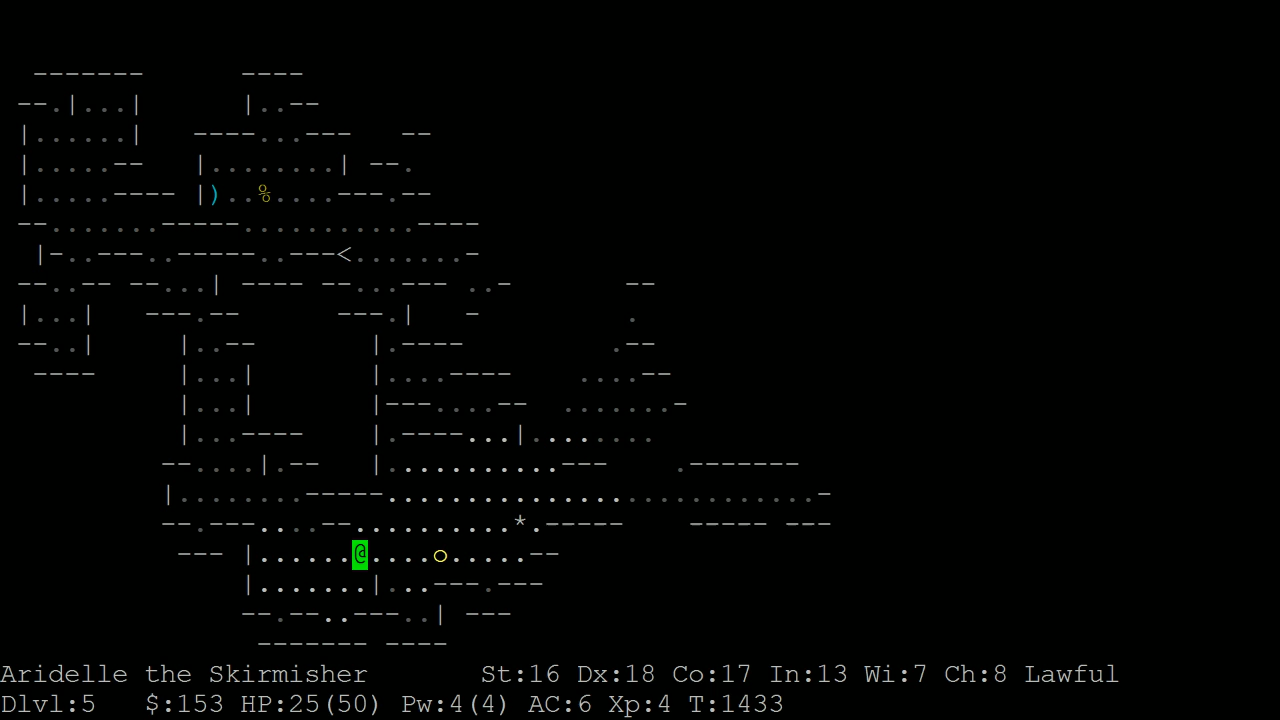 -------      ----
--.|...|      |..--
|......|   ----...---   --
|.....--   |........| --.
|.....---- |)..%....---.--
--.......-----..........----
 |-..---..-----..---<.......-
--..-- --...| ---- --...--- ..-       --
|...|   ---.--      ---.|   -         .
--..|     |..--       |.----         .--
 ----     |...|       |....----    ....--
          |...|       |---....--  .......-
          |...----    |.----...|........
         --....|.--   |..........---    .-------
         |........-----..........................-
         --.---....--..........*.-----    ----- ---
          --- |......@....o.....--
              |.......|...---.---
              --.--..---..| ---
               ------- ----
Aridelle the Skirmisher       St:16 Dx:18 Co:17 In:13 Wi:7 Ch:8 Lawful
Dlvl:5   $:153 HP:25(50) Pw:4(4) AC:6 Xp:4 T:1433